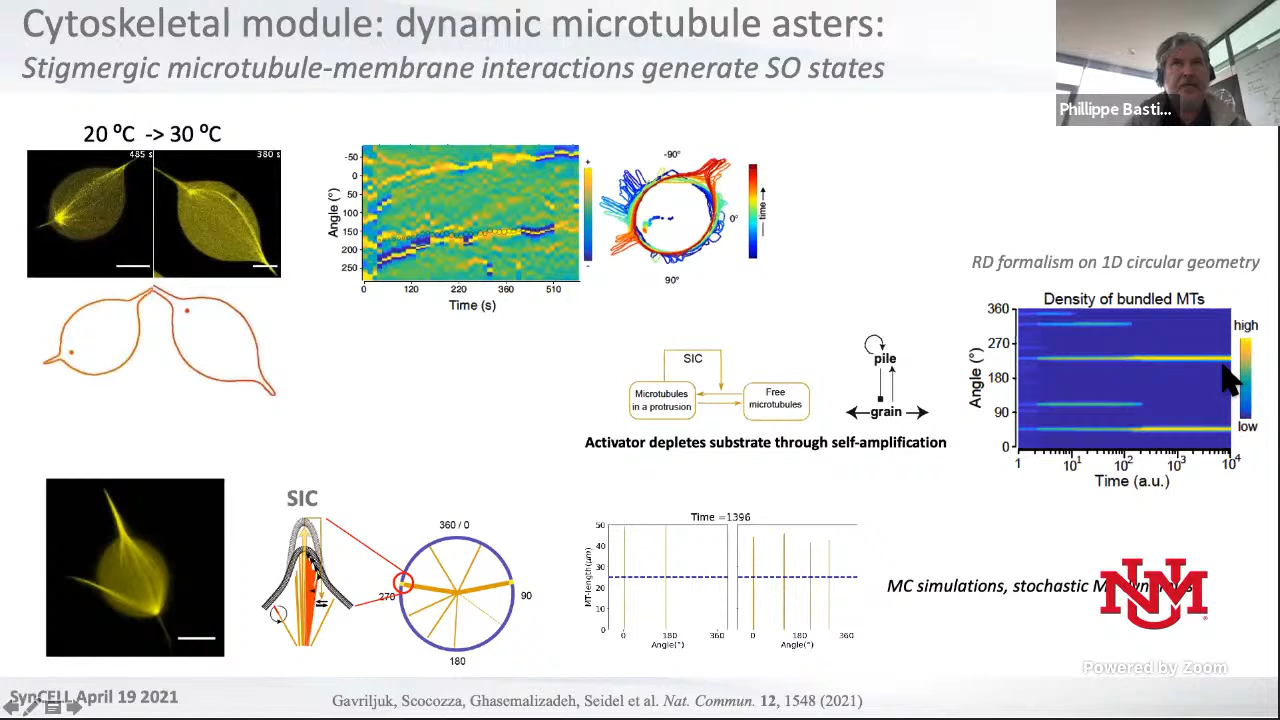 Cytoskeletal module: dynamic microtubule asters:
Stigmergic microtubule-membrane interactions generate SO states
Phillippe Basti...
20 ⁰C -> 30 ⁰C
485 s
380 s
Angle (°)
-50
0
50
100
150
200
250
0 120 240 360 510
Time (s)
+
-
-90°
0°
90°
time
RD formalism on 1D circular geometry
Density of bundled MTs
Angle (°)
360
270
180
90
0
1 10¹ 10² 10³ 10⁴
Time (a.u.)
high
low
SIC
Microtubules
in a protrusion
Free
microtubules
pile
grain
Activator depletes substrate through self-amplification
SIC
360 / 0
270
90
180
Time =1396
MT-length(μm)
50
40
30
20
10
0
0 180 360
Angle(°)
0 180 360
Angle(°)
MC simulations, stochastic
UNM
Powered by Zoom
SynCELL April 19 2021
Gavriljuk, Scocozza, Ghasemalizadeh, Seidel et al. Nat. Commun. 12, 1548 (2021)